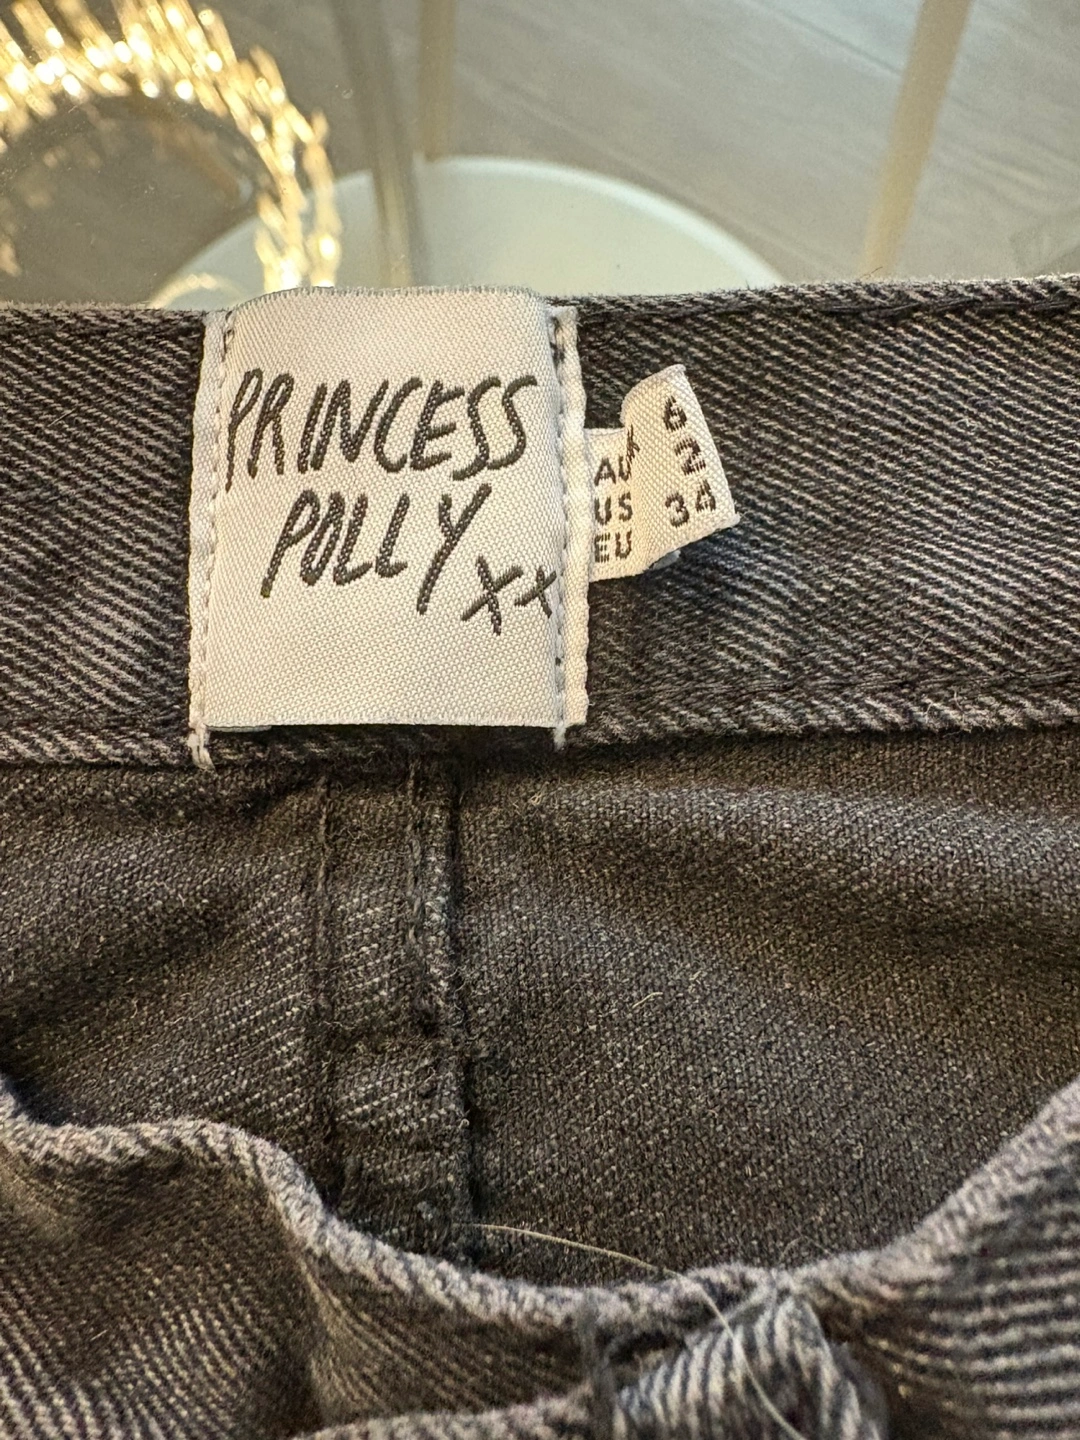 PRINCESS
POLLY
xx
AU 6
US 2
EU 34